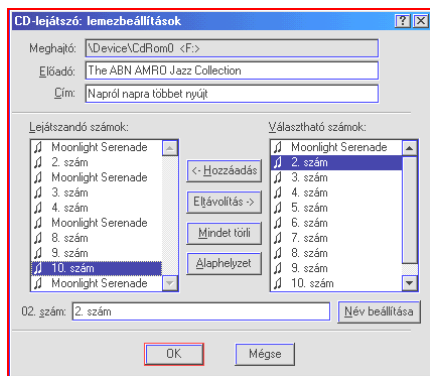 CD-lejátszó: lemezbeállítások
Meghajtó: \Device\CdRom0 <F:>
Előadó: The ABN AMRO Jazz Collection
Cím: Napról napra többet nyújt
Lejátszandó számok:
Moonlight Serenade
2. szám
Moonlight Serenade
3. szám
4. szám
Moonlight Serenade
8. szám
9. szám
10. szám
Moonlight Serenade
<- Hozzáadás
Eltávolítás ->
Mindet törli
Alaphelyzet
Választható számok:
Moonlight Serenade
2. szám
3. szám
4. szám
5. szám
6. szám
7. szám
8. szám
9. szám
10. szám
02. szám: 2. szám
Név beállítása
OK
Mégse